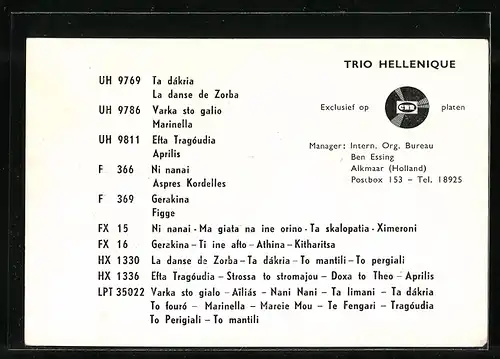 TRIO HELLENIQUE
UH 9769 Ta dákria
La danse de Zorba
Exclusief op CNR platen
UH 9786 Varka sto galio
Marinella
UH 9811 Efta Tragóudia
Aprilis
Manager: Intern. Org. Bureau
Ben Essing
Alkmaar (Holland)
Postbox 153 - Tel. 18925
F 366 Ni nanai
Aspres Kordelles
F 369 Gerakina
Figge
FX 15 Ni nanai - Ma giata na ine orino - Ta skalopatia - Ximeroni
FX 16 Gerakina - Ti ine afto - Athina - Kitharitsa
HX 1330 La danse de Zorba - Ta dákria - To mantili - To pergiali
HX 1336 Efta Tragóudia - Strossa to stromajou - Doxa to Theo - Aprilis
LPT 35022 Varka sto gialo - Aïliás - Nani Nani - Ta limani - Ta dákria
To fouró - Marinella - Marcie Mou - Te Fengari - Tragóudia
To Perigiali - To mantili